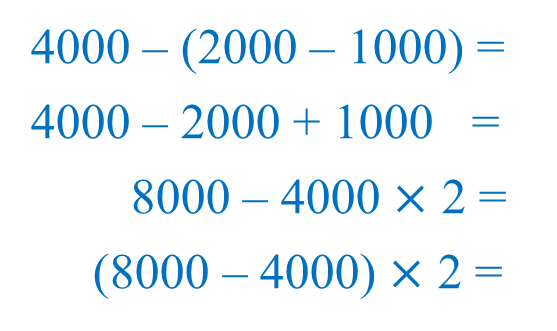 4000 – (2000 – 1000) =
4000 – 2000 + 1000 =
8000 – 4000 × 2 =
(8000 – 4000) × 2 =